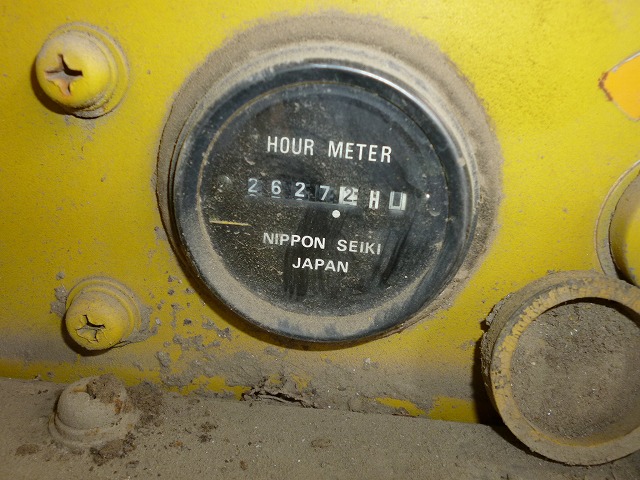 HOUR METER
26272 H
NIPPON SEIKI
JAPAN